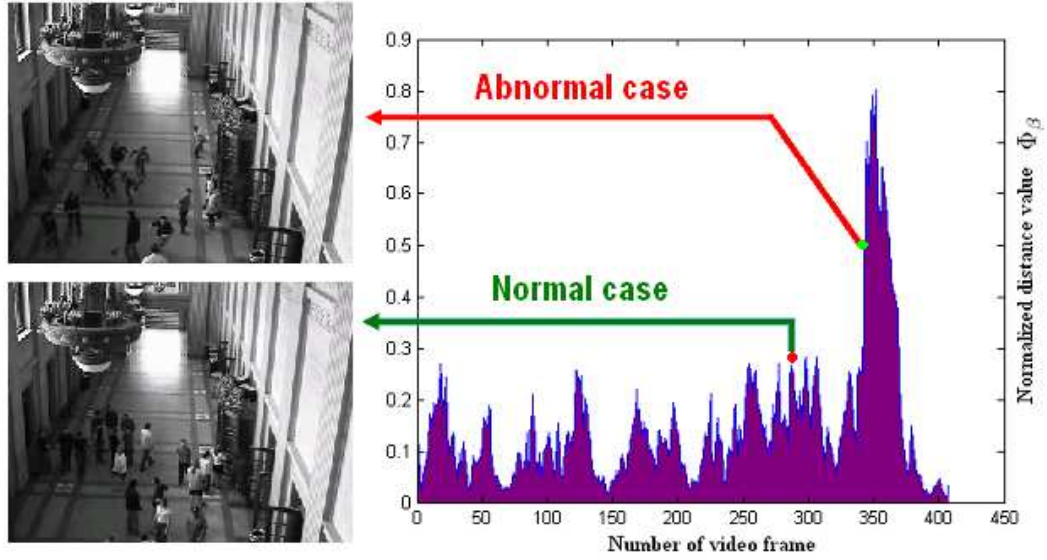 0.9
0.8
0.7
0.6
0.5
0.4
0.3
0.2
0.1
0
Abnormal case
Normal case
Normalized distance value Φβ
0 50 100 150 200 250 300 350 400 450
Number of video frame